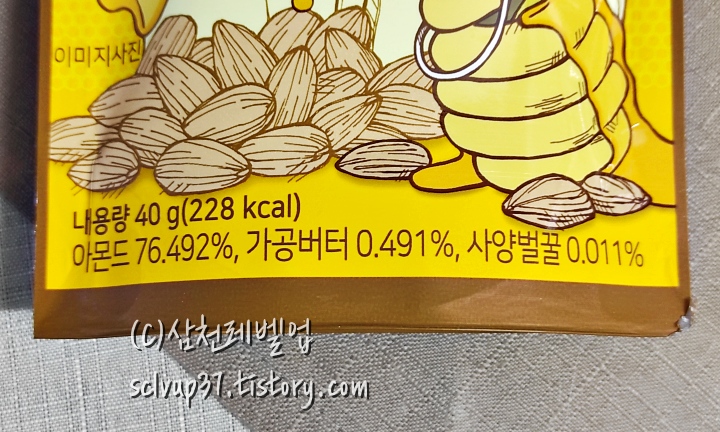 이미지사진
내용량 40 g(228 kcal)
아몬드 76.492%, 가공버터 0.491%, 사양벌꿀 0.011%
(c)삼천레벨업
sclvup37.tistory.com